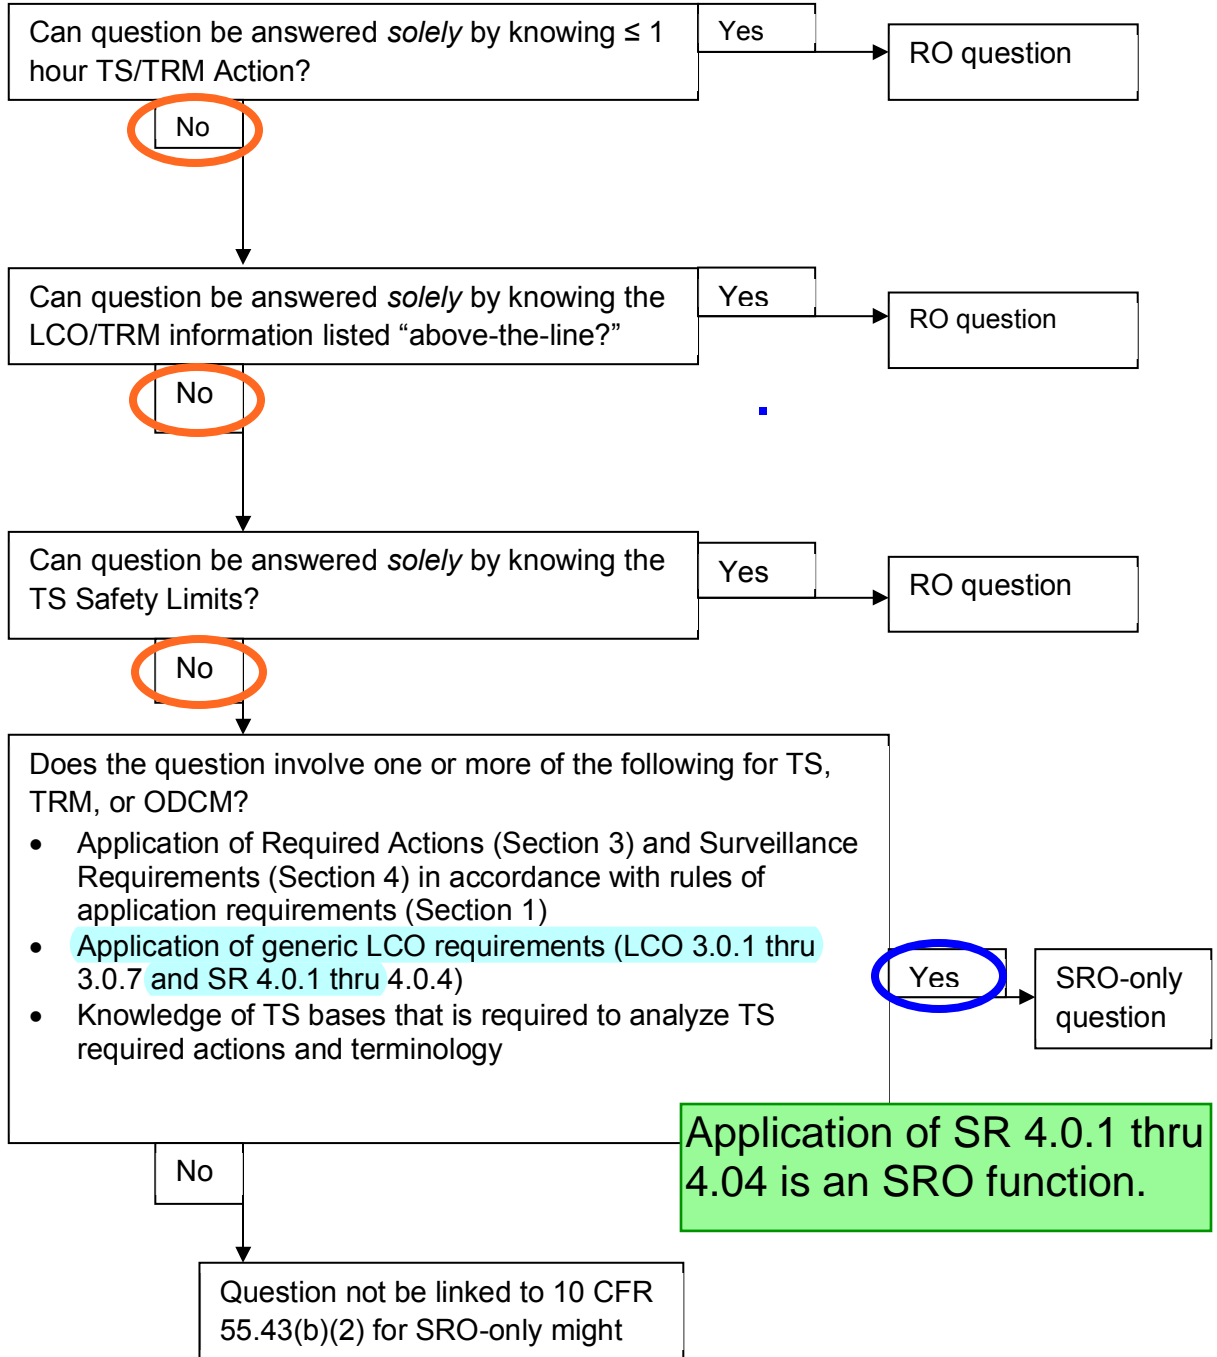 Can question be answered solely by knowing ≤ 1
hour TS/TRM Action?
Yes
RO question
No
Can question be answered solely by knowing the
LCO/TRM information listed “above-the-line?”
Yes
RO question
No
Can question be answered solely by knowing the
TS Safety Limits?
Yes
RO question
No
Does the question involve one or more of the following for TS,
TRM, or ODCM?
• Application of Required Actions (Section 3) and Surveillance
Requirements (Section 4) in accordance with rules of
application requirements (Section 1)
• Application of generic LCO requirements (LCO 3.0.1 thru
3.0.7 and SR 4.0.1 thru 4.0.4)
• Knowledge of TS bases that is required to analyze TS
required actions and terminology
Yes
SRO-only
question
Application of SR 4.0.1 thru
4.04 is an SRO function.
No
Question not be linked to 10 CFR
55.43(b)(2) for SRO-only might